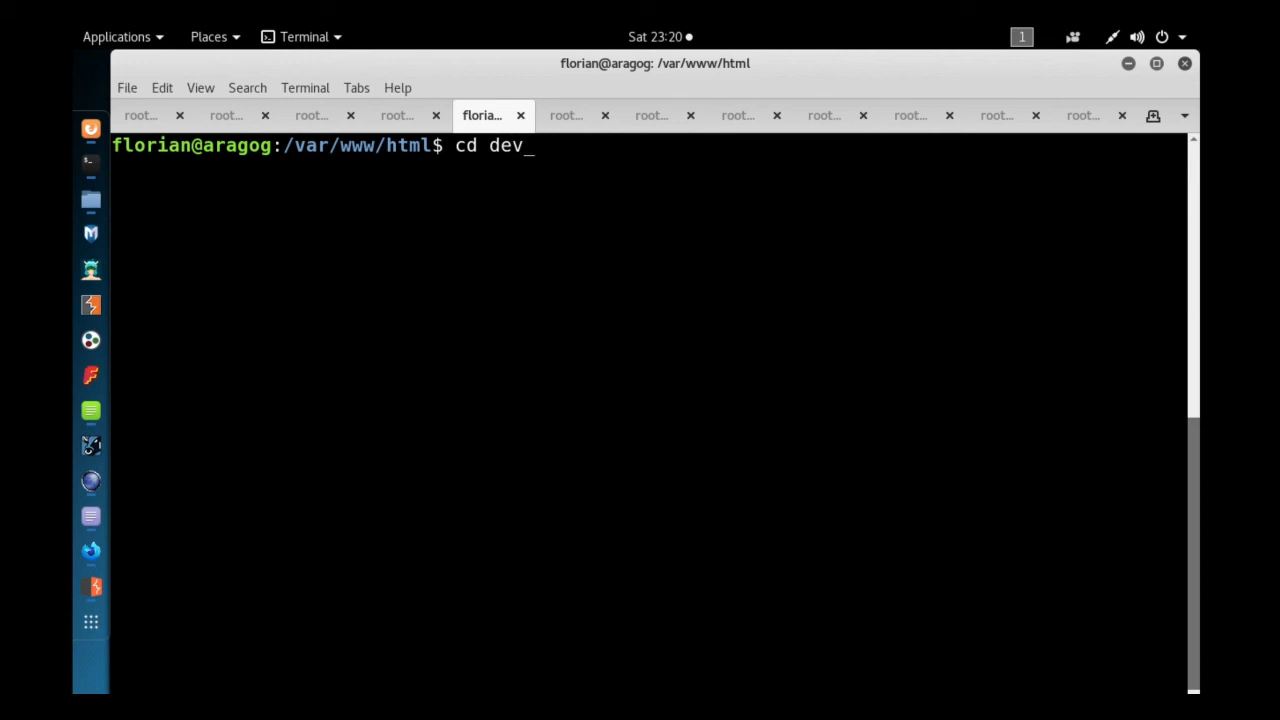 Applications Places Terminal Sat 23:20 1
florian@aragog: /var/www/html
File Edit View Search Terminal Tabs Help
root... root... root... root... floria... root... root... root... root... root... root... root...
florian@aragog:/var/www/html$ cd dev_